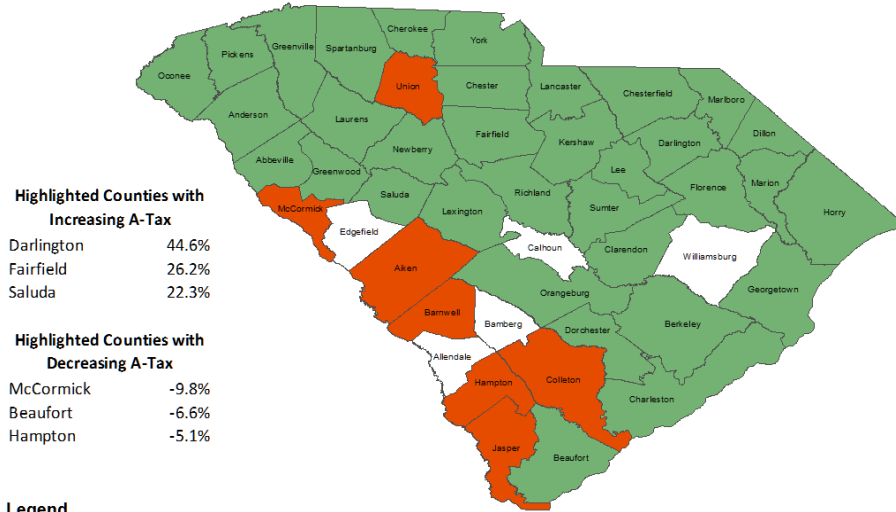 Cherokee
York
Greenville
Spartanburg
Pickens
Oconee
Union
Chester
Lancaster
Chesterfield
Marlboro
Anderson
Laurens
Dillon
Fairfield
Kershaw
Darlington
Newberry
Abbeville
Greenwood
Lee
Florence
Marion
Saluda
Richland
Highlighted Counties with
Increasing A-Tax
McCormick
Lexington
Sumter
Horry
Edgefield
Darlington 44.6%
Calhoun
Clarendon
Williamsburg
Fairfield 26.2%
Aiken
Saluda 22.3%
Orangeburg
Georgetown
Barnwell
Bamberg
Dorchester
Berkeley
Highlighted Counties with
Decreasing A-Tax
Allendale
McCormick -9.8%
Hampton
Colleton
Charleston
Beaufort -6.6%
Hampton -5.1%
Jasper
Beaufort
Legend